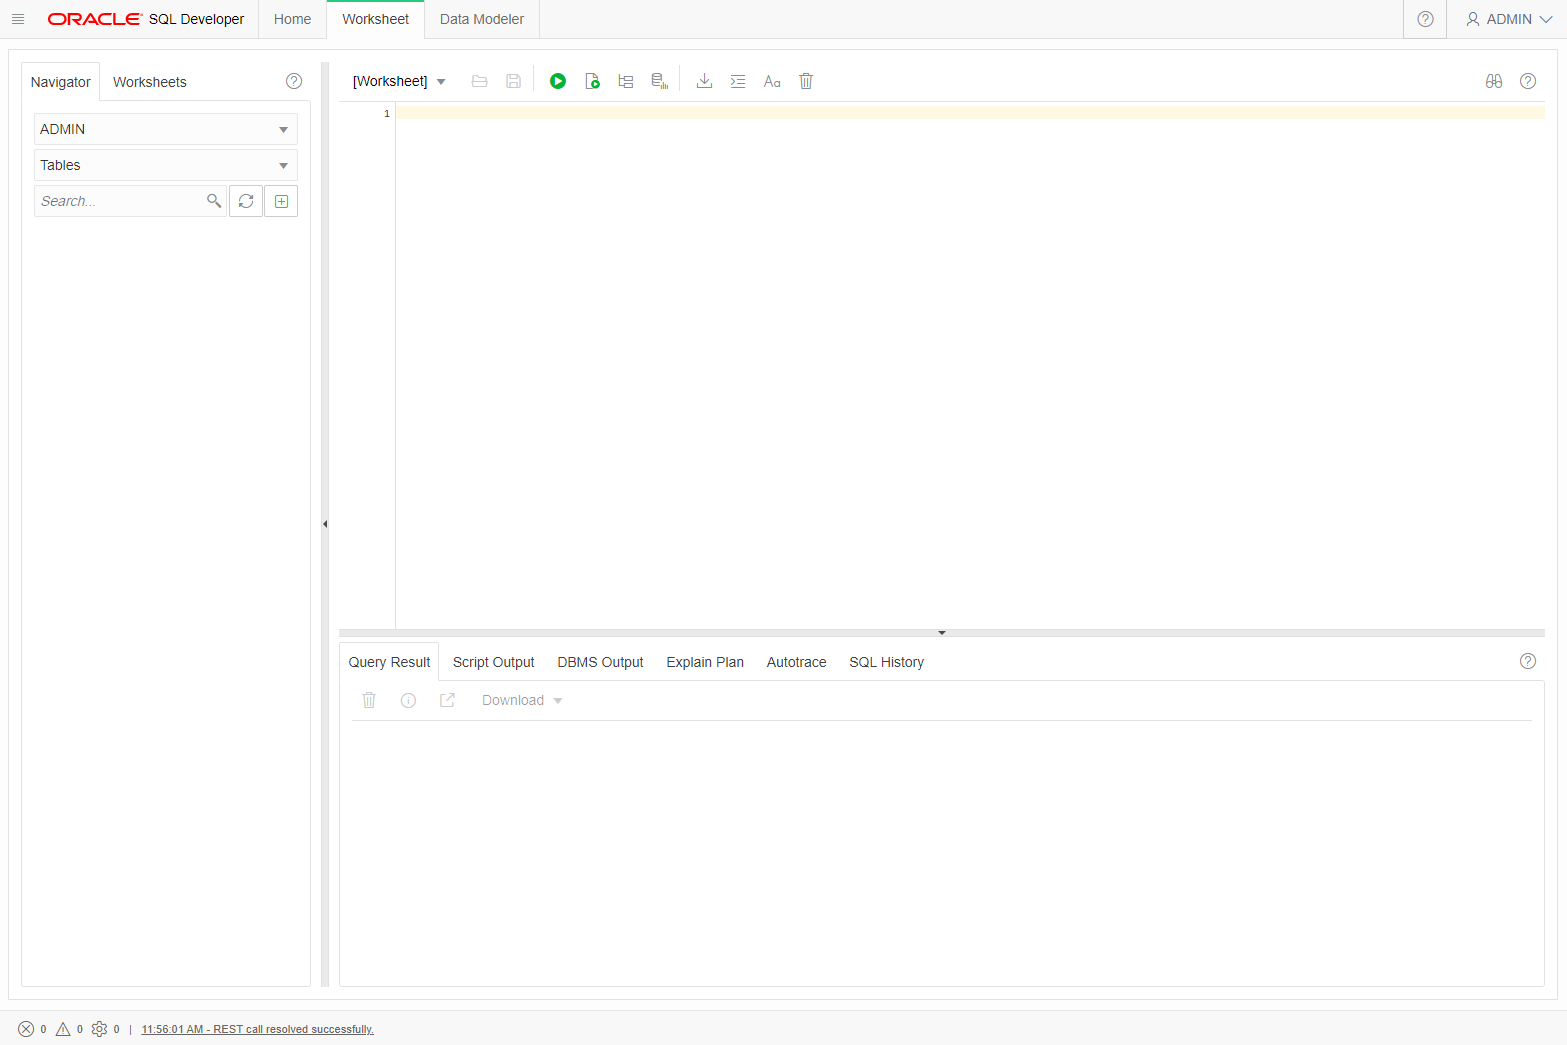 ORACLE SQL Developer Home Worksheet Data Modeler ADMIN
Navigator Worksheets
ADMIN
Tables
Search...
[Worksheet] Aa
1
Query Result Script Output DBMS Output Explain Plan Autotrace SQL History
Download
0 0 0 | 11:56:01 AM - REST call resolved successfully.